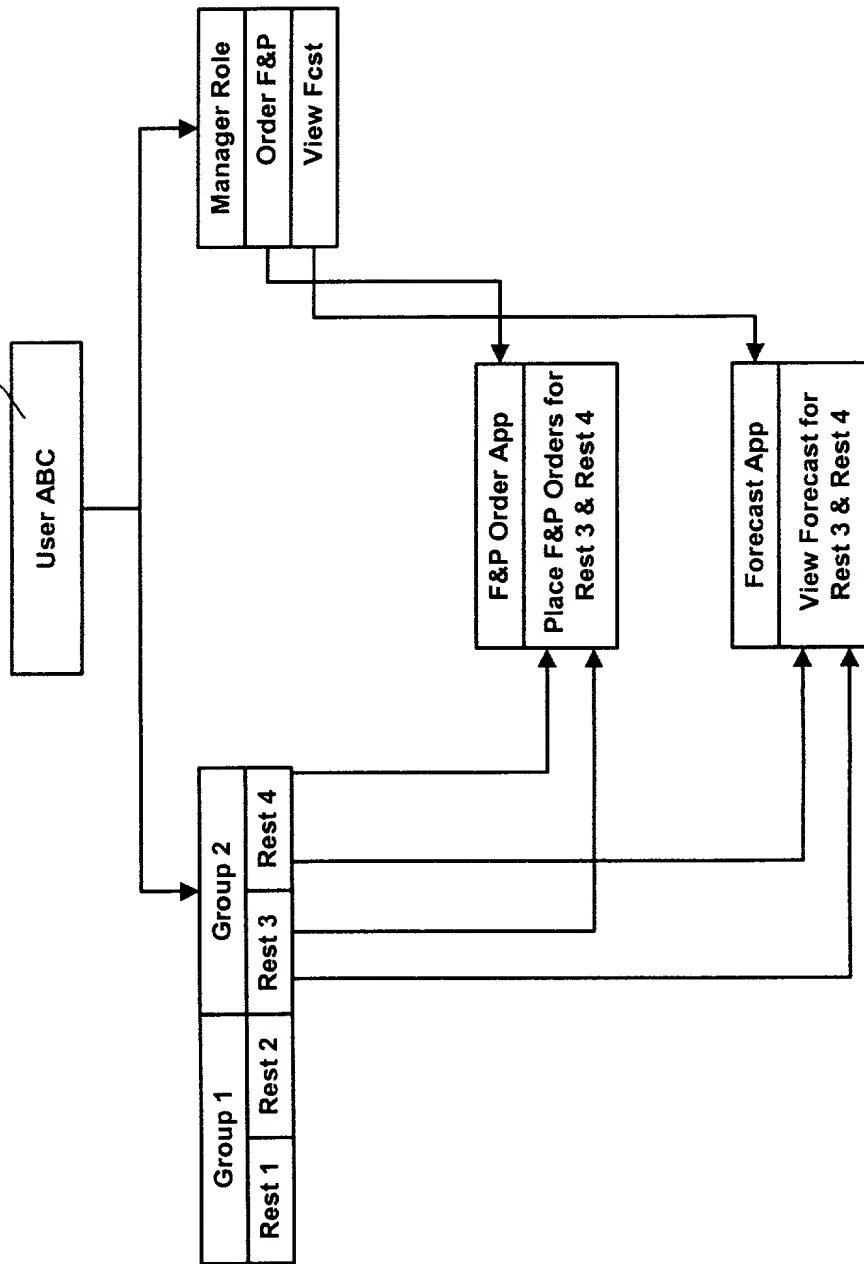 User ABC
Group 1
Group 2
Rest 1
Rest 2
Rest 3
Rest 4
Manager Role
Order F&P
View Fcst
F&P Order App
Place F&P Orders for
Rest 3 & Rest 4
Forecast App
View Forecast for
Rest 3 & Rest 4